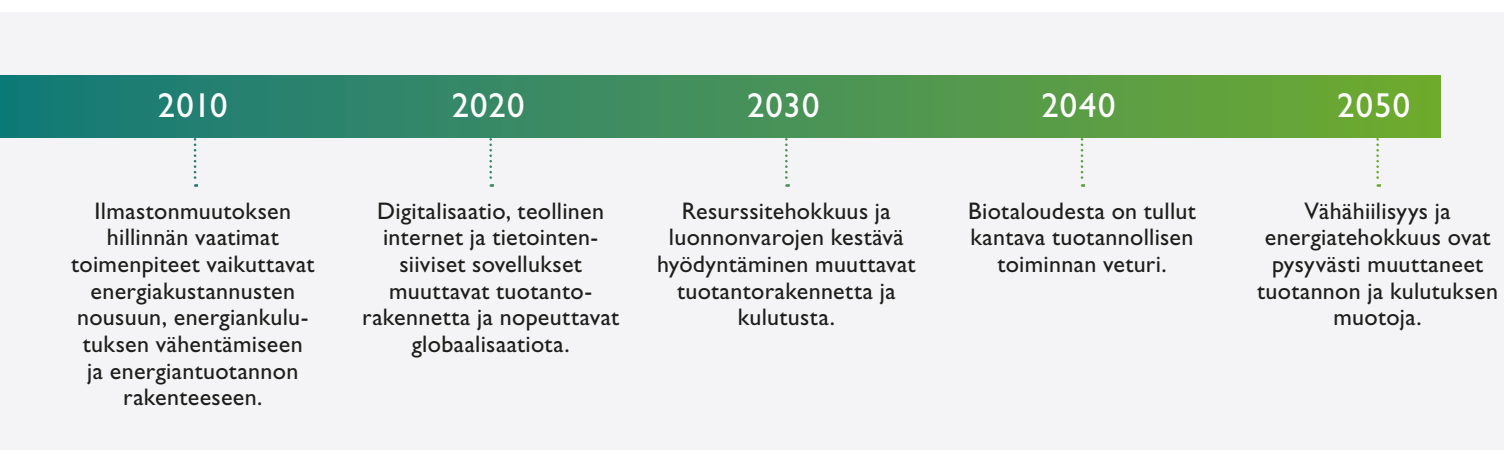 2010
2020
2030
2040
2050
Ilmastonmuutoksen
hillinnän vaatimat
toimenpiteet vaikuttavat
energiakustannusten
nousuun, energiankulu-
tuksen vähentämiseen
ja energiantuotannon
rakenteeseen.
Digitalisaatio, teollinen
internet ja tietointen-
siiviset sovellukset
muuttavat tuotanto-
rakennetta ja nopeuttavat
globaalisaatiota.
Resurssitehokkuus ja
luonnonvarojen kestävä
hyödyntäminen muuttavat
tuotantorakennetta ja
kulutusta.
Biotaloudesta on tullut
kantava tuotannollisen
toiminnan veturi.
Vähähiilisyys ja
energiatehokkuus ovat
pysyvästi muuttaneet
tuotannon ja kulutuksen
muotoja.